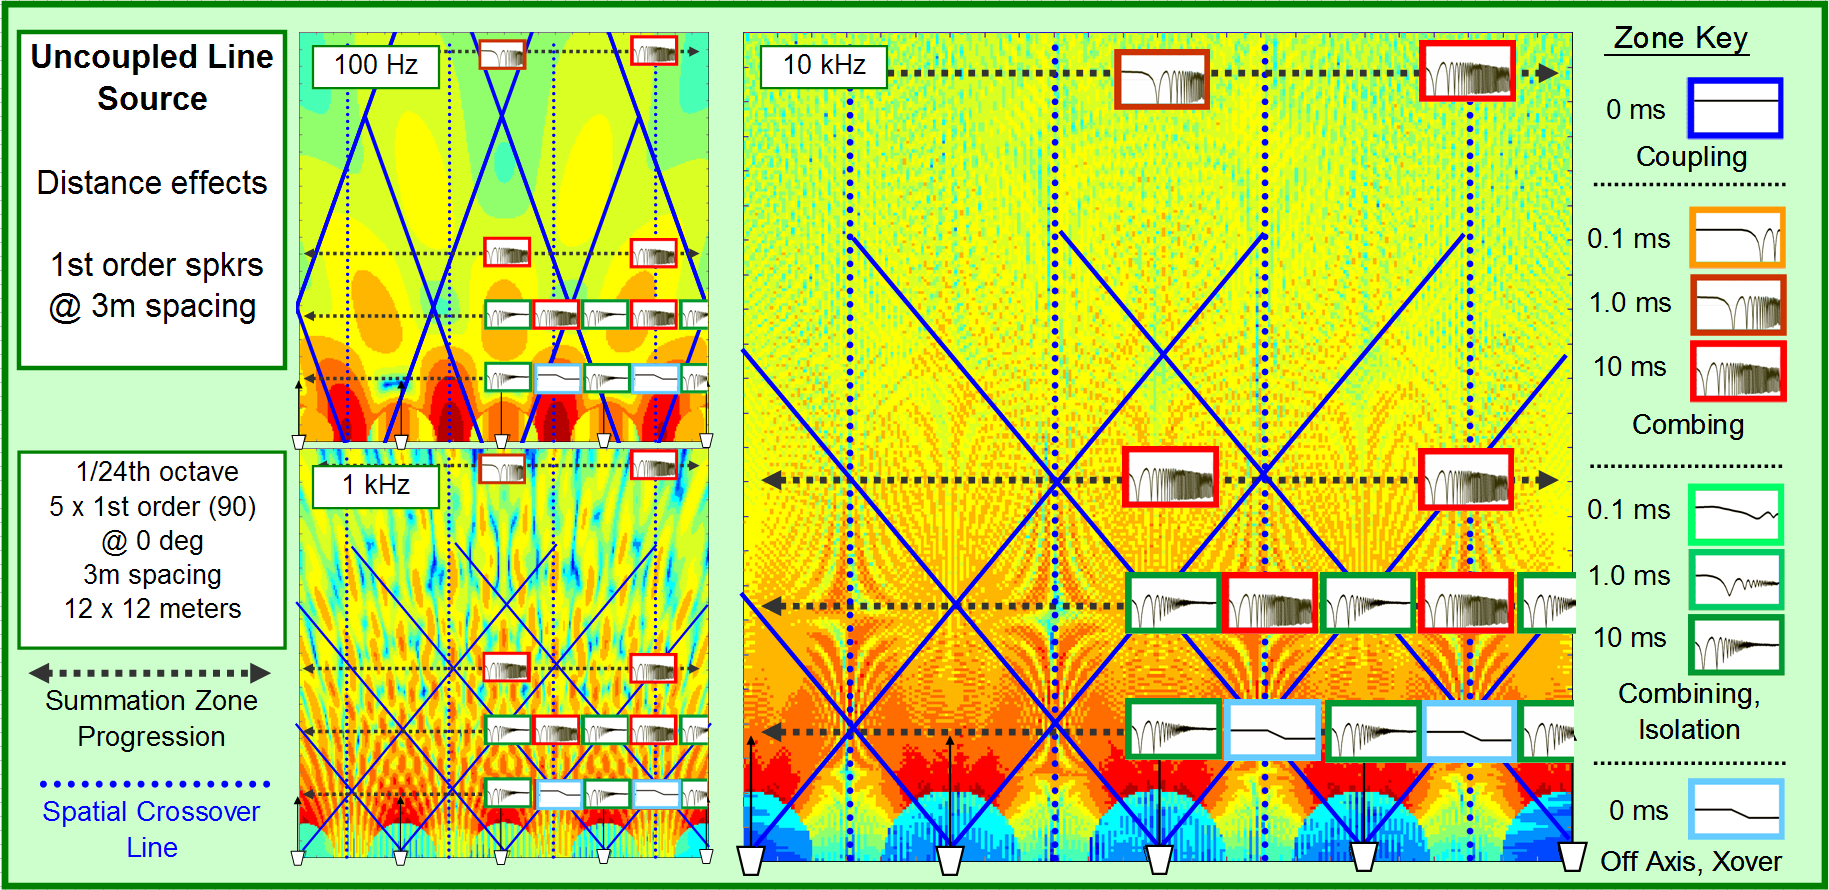 Uncoupled Line
Source
Distance effects
1st order spkrs
@ 3m spacing
1/24th octave
5 x 1st order (90)
@ 0 deg
3m spacing
12 x 12 meters
Summation Zone
Progression
Spatial Crossover
Line
100 Hz
1 kHz
10 kHz
Zone Key
0 ms
Coupling
0.1 ms
1.0 ms
10 ms
Combing
0.1 ms
1.0 ms
10 ms
Combining,
Isolation
0 ms
Off Axis, Xover